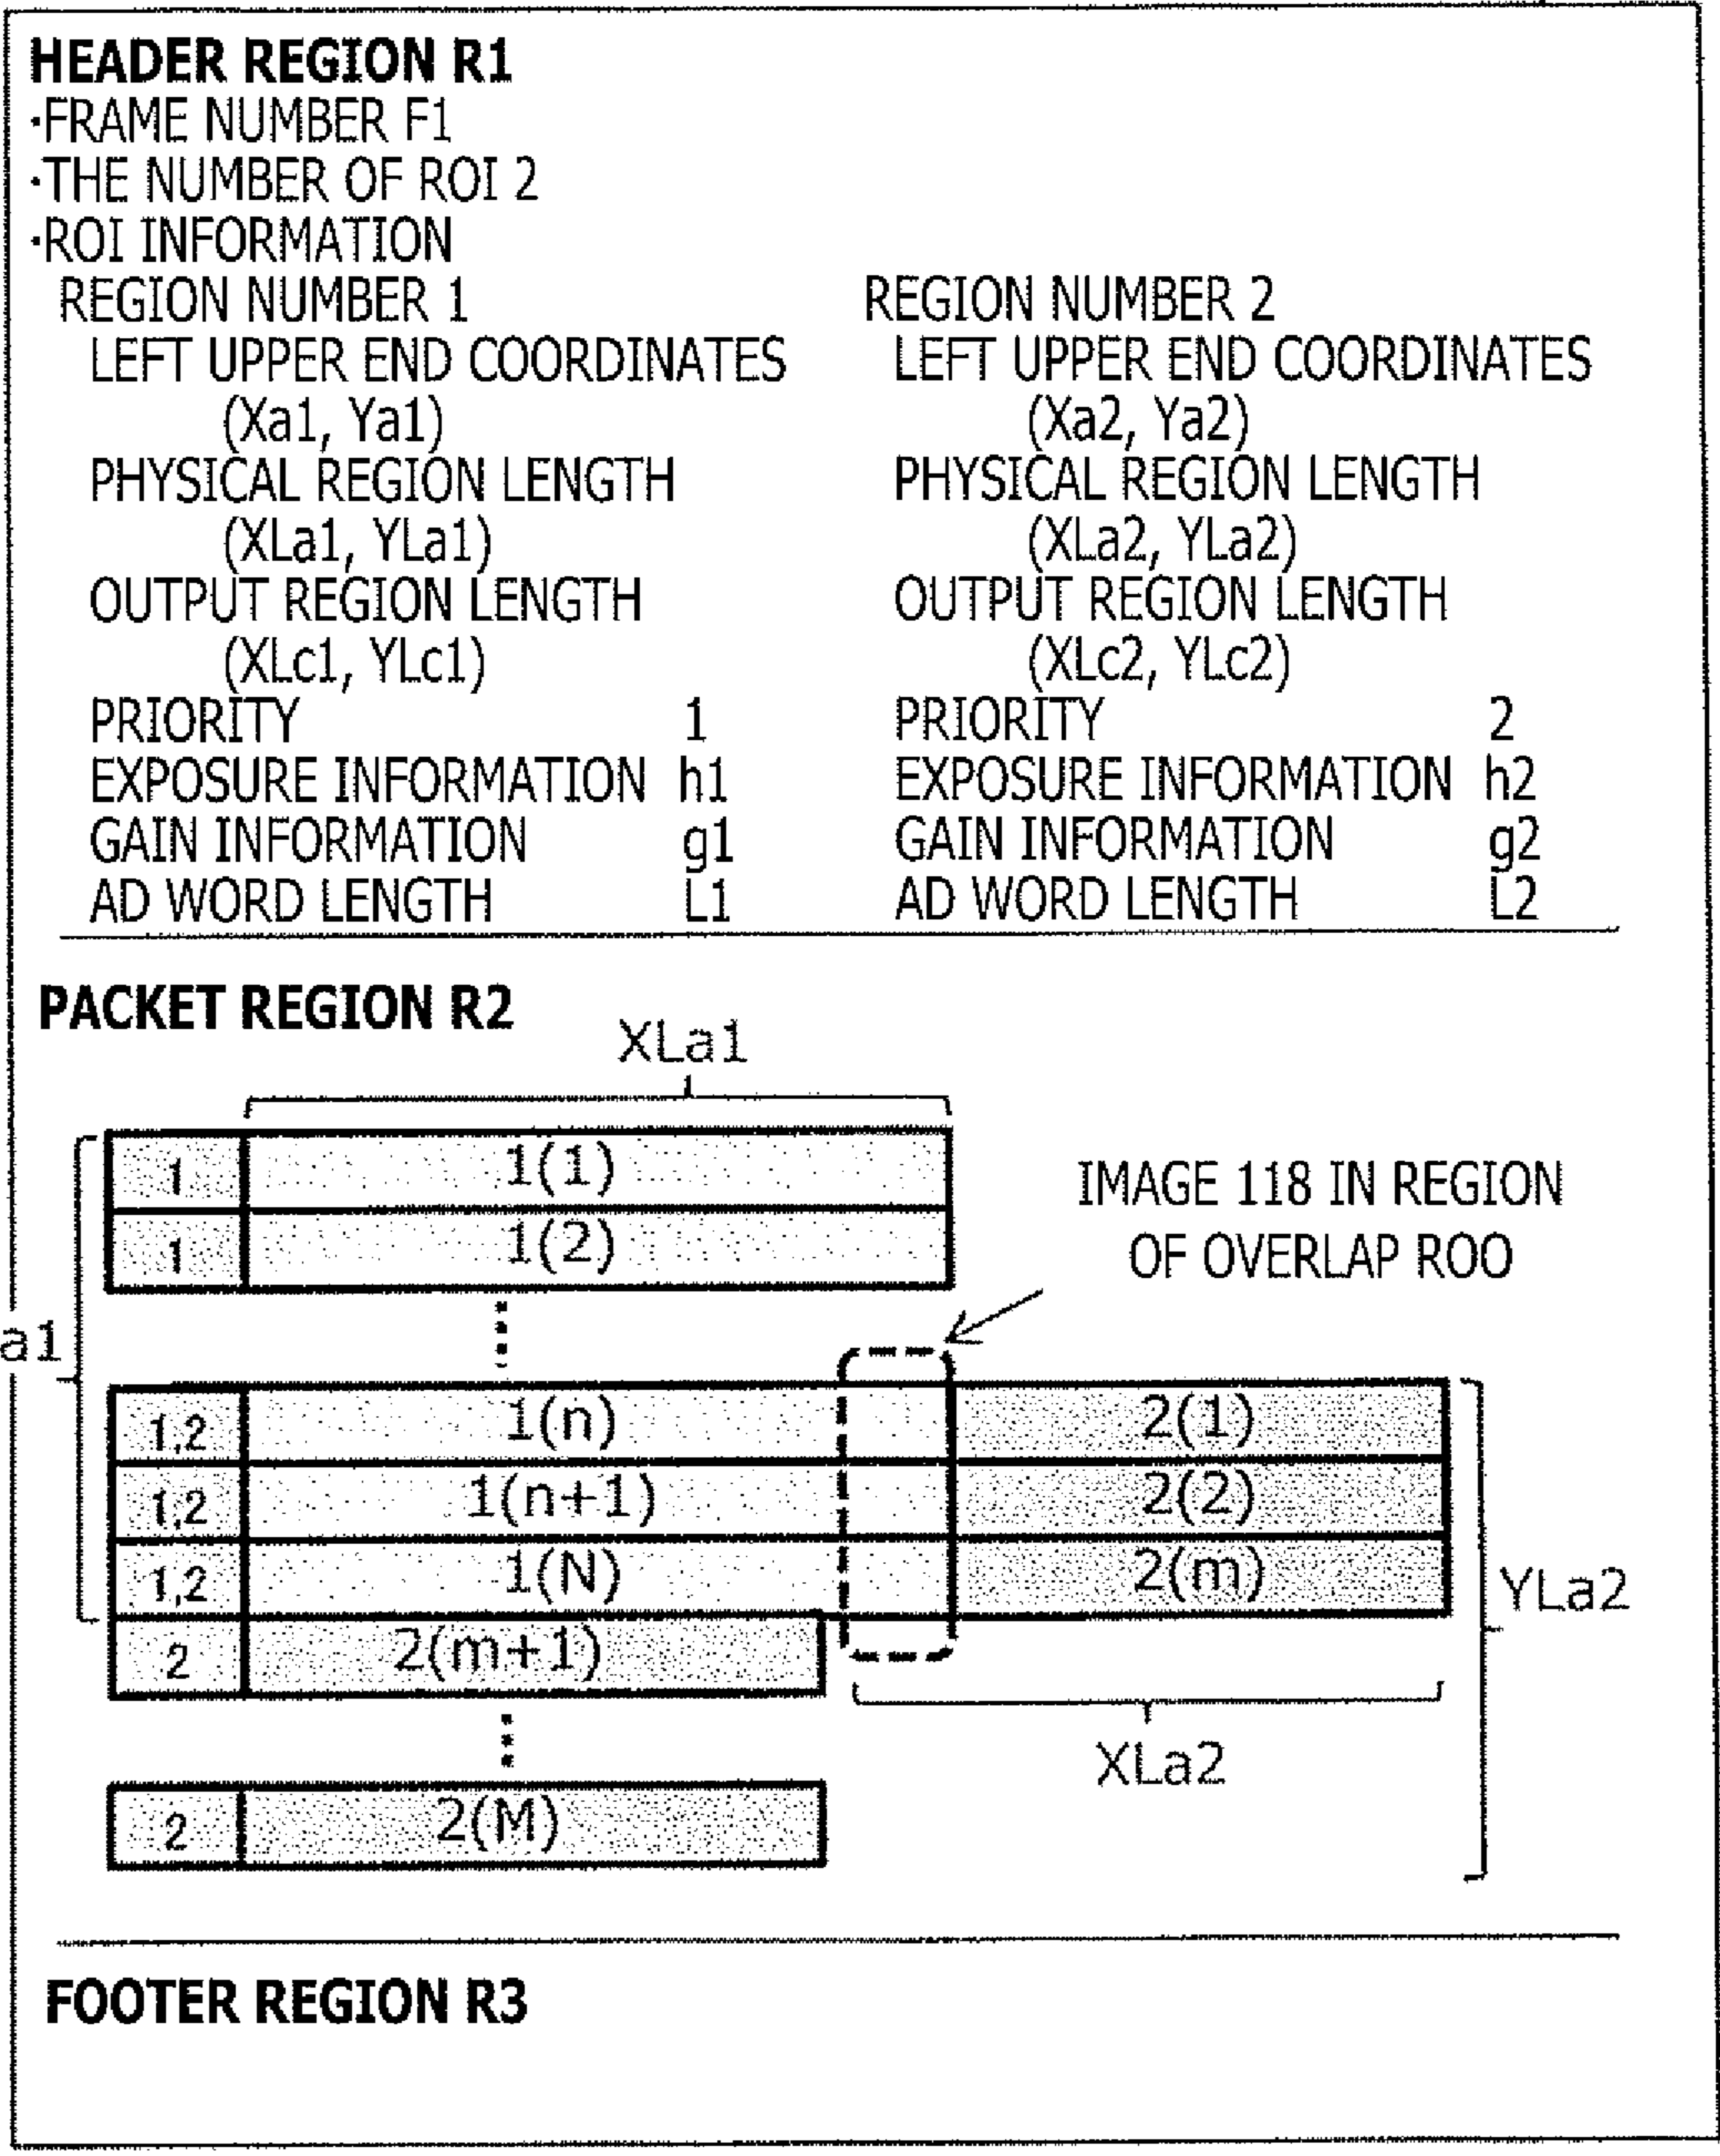 HEADER REGION R1
·FRAME NUMBER F1
·THE NUMBER OF ROI 2
·ROI INFORMATION
REGION NUMBER 1
LEFT UPPER END COORDINATES
(Xa1, Ya1)
PHYSICAL REGION LENGTH
(XLa1, YLa1)
OUTPUT REGION LENGTH
(XLc1, YLc1)
PRIORITY 1
EXPOSURE INFORMATION h1
GAIN INFORMATION g1
AD WORD LENGTH L1
REGION NUMBER 2
LEFT UPPER END COORDINATES
(Xa2, Ya2)
PHYSICAL REGION LENGTH
(XLa2, YLa2)
OUTPUT REGION LENGTH
(XLc2, YLc2)
PRIORITY 2
EXPOSURE INFORMATION h2
GAIN INFORMATION g2
AD WORD LENGTH L2
PACKET REGION R2
XLa1
1 1(1)
1 1(2)
IMAGE 118 IN REGION
OF OVERLAP ROO
a1
1,2 1(n) 2(1)
1,2 1(n+1) 2(2)
1,2 1(N) 2(m)
YLa2
2 2(m+1)
XLa2
2 2(M)
FOOTER REGION R3